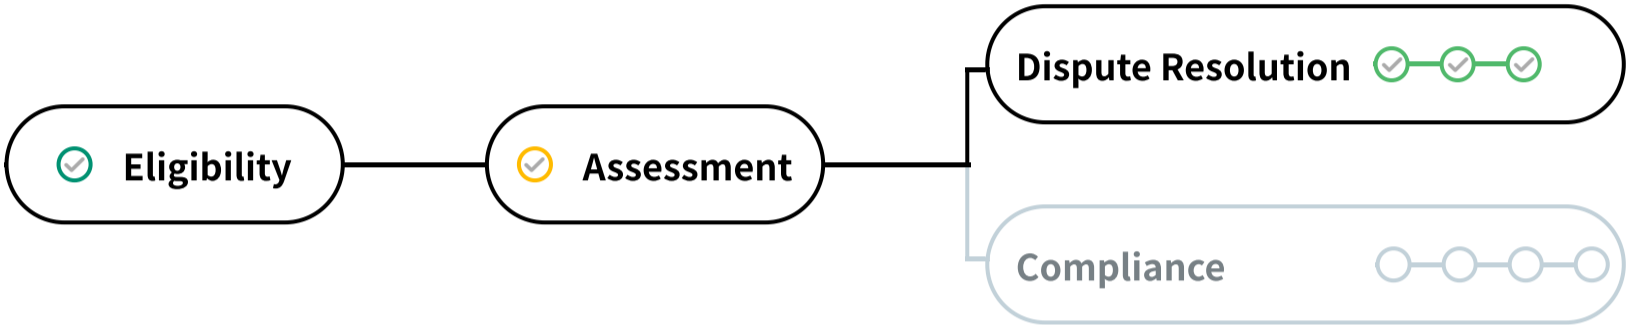 Eligibility
Assessment
Dispute Resolution
Compliance